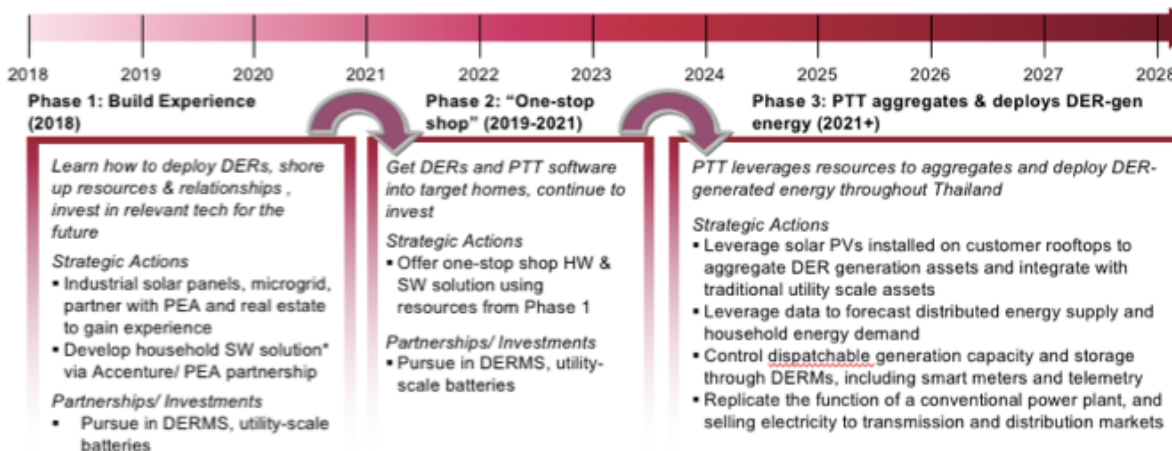 2018 2019 2020 2021 2022 2023 2024 2025 2026 2027 2028
Phase 1: Build Experience
(2018)
Learn how to deploy DERs, shore
up resources & relationships ,
invest in relevant tech for the
future
Strategic Actions
▪ Industrial solar panels, microgrid,
partner with PEA and real estate
to gain experience
▪ Develop household SW solution*
via Accenture/ PEA partnership
Partnerships/ Investments
▪ Pursue in DERMS, utility-scale
batteries
Phase 2: “One-stop
shop” (2019-2021)
Get DERs and PTT software
into target homes, continue to
invest
Strategic Actions
▪ Offer one-stop shop HW &
SW solution using
resources from Phase 1
Partnerships/ Investments
▪ Pursue in DERMS, utility-
scale batteries
Phase 3: PTT aggregates & deploys DER-gen
energy (2021+)
PTT leverages resources to aggregates and deploy DER-
generated energy throughout Thailand
Strategic Actions
▪ Leverage solar PVs installed on customer rooftops to
aggregate DER generation assets and integrate with
traditional utility scale assets
▪ Leverage data to forecast distributed energy supply and
household energy demand
▪ Control dispatchable generation capacity and storage
through DERMs, including smart meters and telemetry
▪ Replicate the function of a conventional power plant, and
selling electricity to transmission and distribution markets